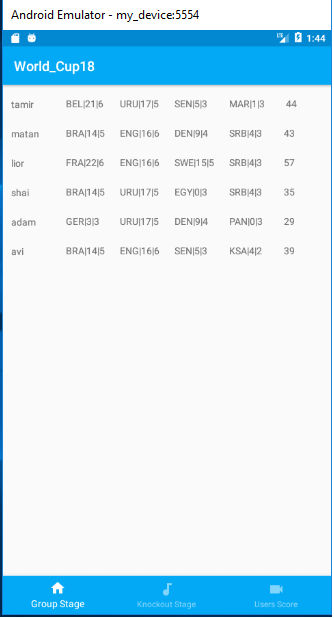 Android Emulator - my_device:5554
LTE 1:44
World_Cup18
tamir BEL|21|6 URU|17|5 SEN|5|3 MAR|1|3 44
matan BRA|14|5 ENG|16|6 DEN|9|4 SRB|4|3 43
lior FRA|22|6 ENG|16|6 SWE|15|5 SRB|4|3 57
shai BRA|14|5 URU|17|5 EGY|0|3 SRB|4|3 35
adam GER|3|3 URU|17|5 DEN|9|4 PAN|0|3 29
avi BRA|14|5 ENG|16|6 SEN|5|3 KSA|4|2 39
Group Stage Knockout Stage Users Score